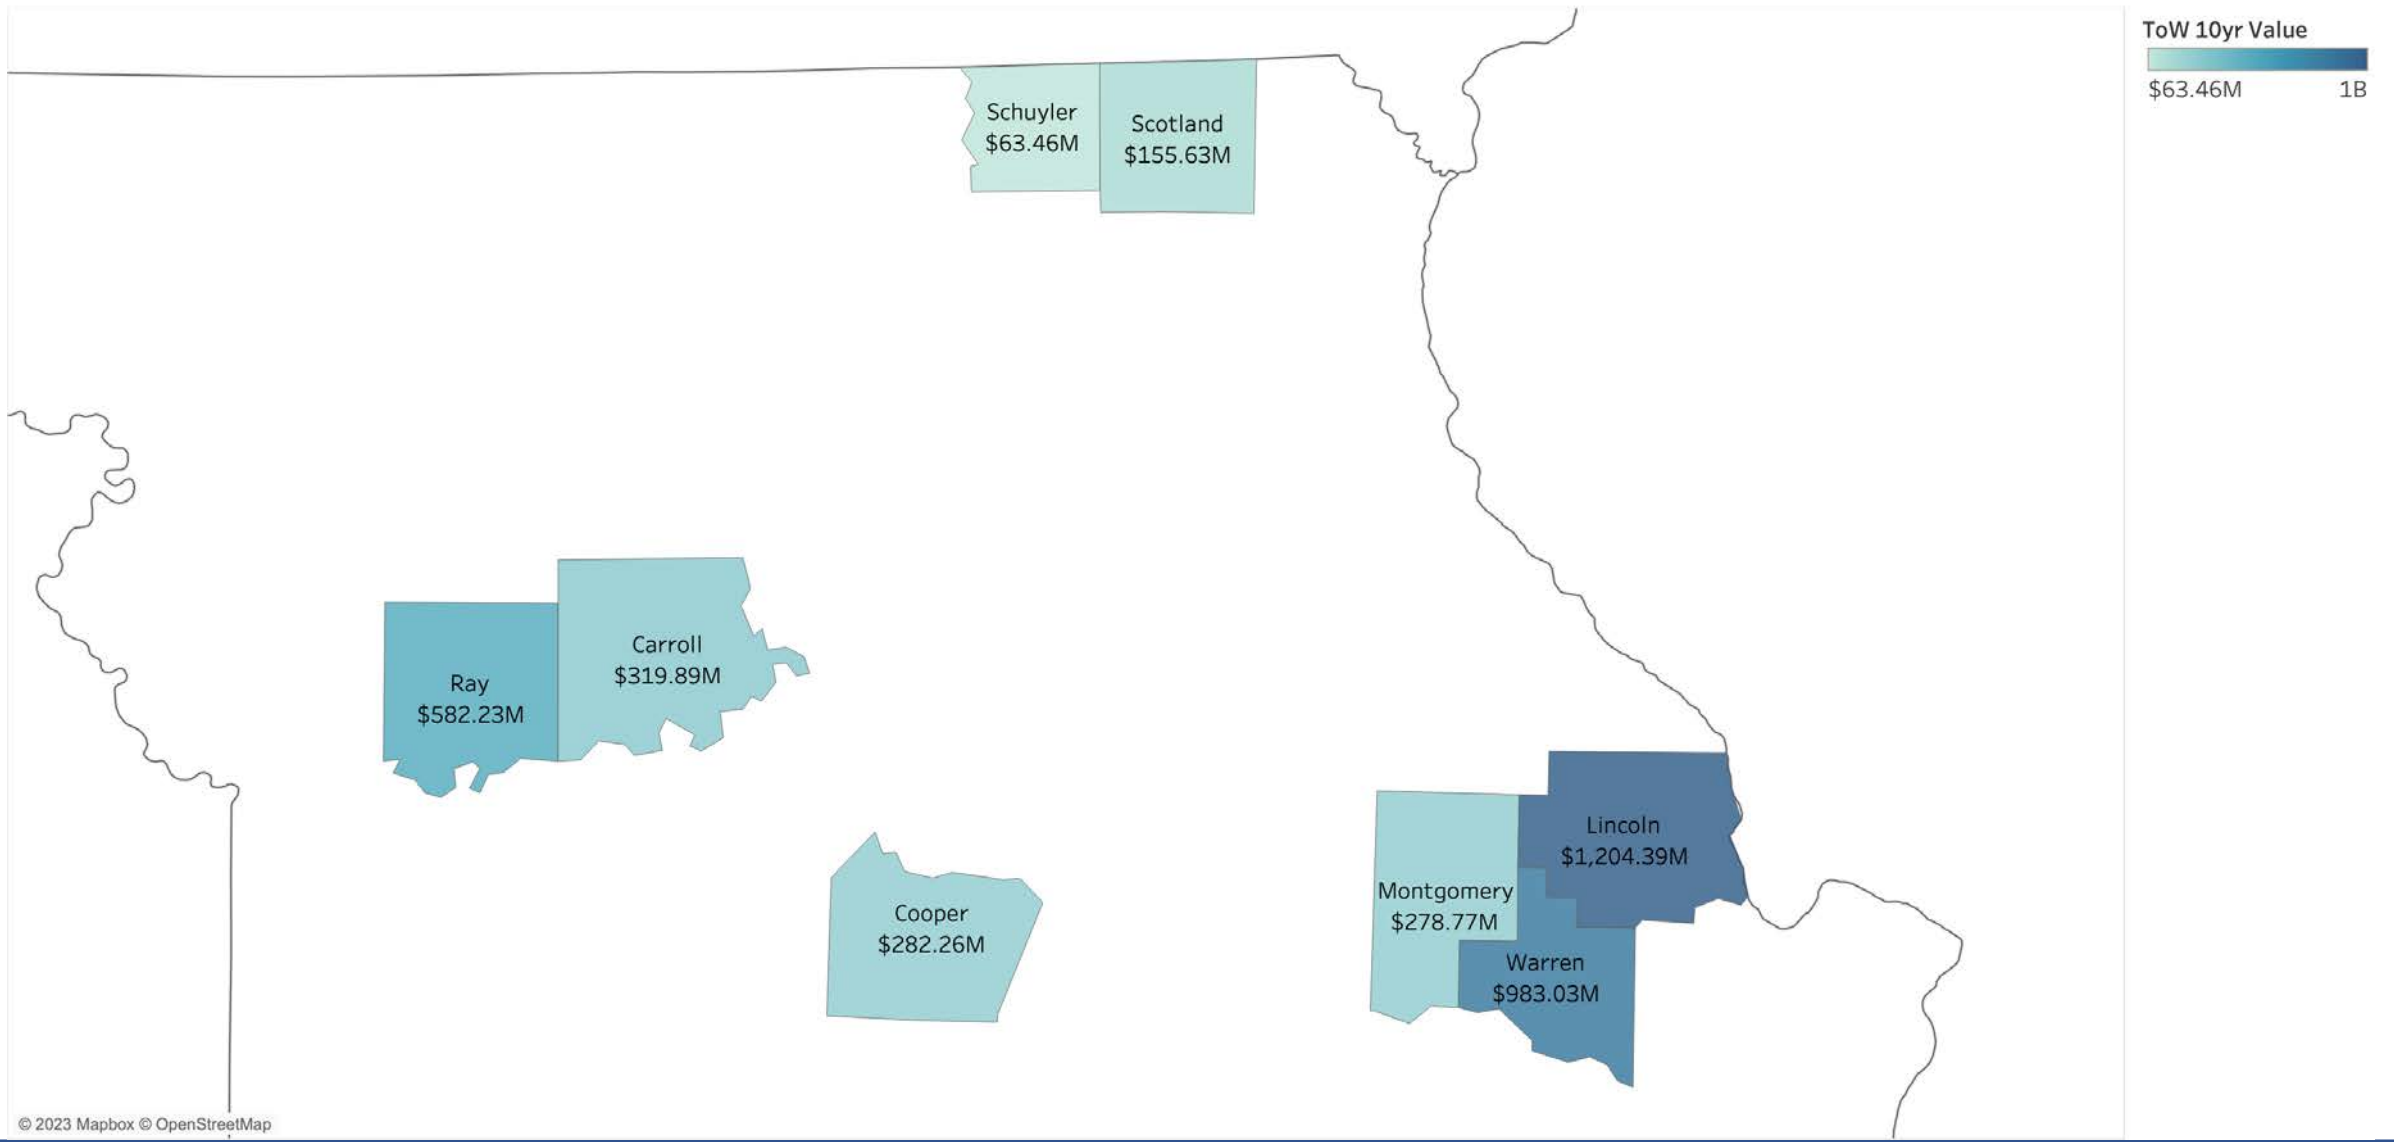 ToW 10yr Value
$63.46M 1B
Schuyler
$63.46M
Scotland
$155.63M
Carroll
$319.89M
Ray
$582.23M
Lincoln
$1,204.39M
Montgomery
$278.77M
Cooper
$282.26M
Warren
$983.03M
© 2023 Mapbox © OpenStreetMap